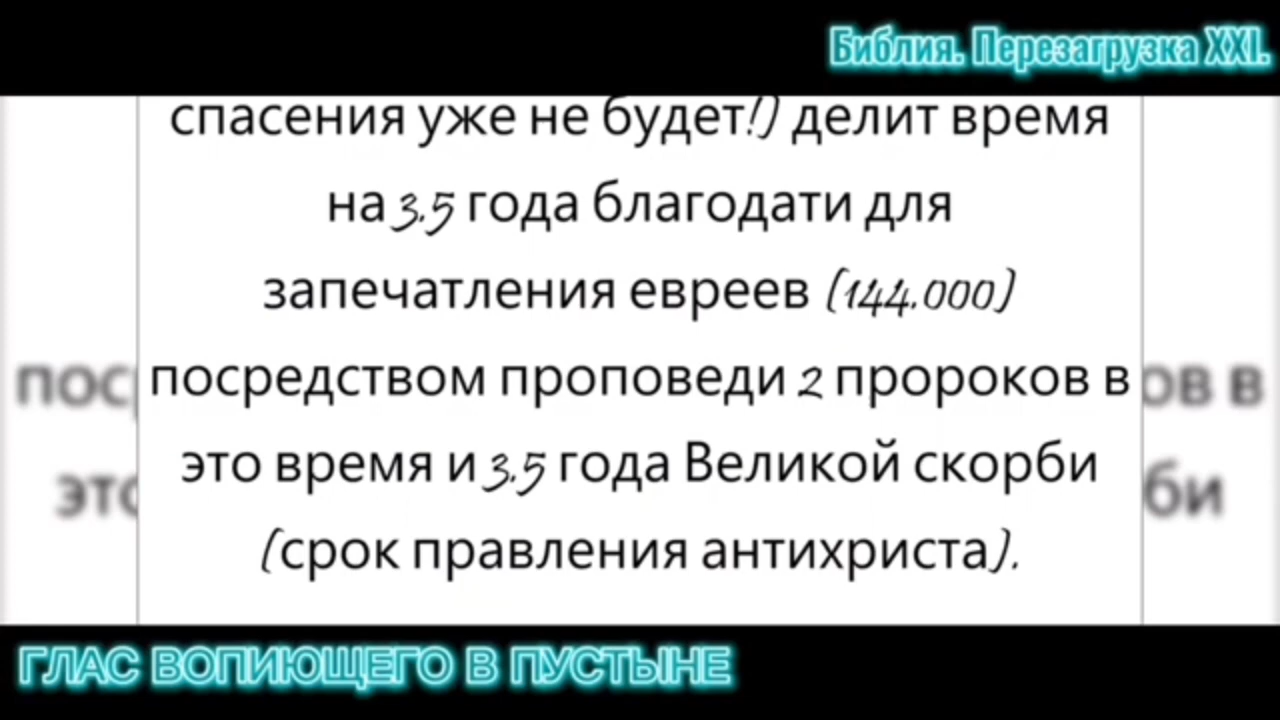 Библия. Перезагрузка XXI.
спасения уже не будет!) делит время
на 3.5 года благодати для
запечатления евреев (144.000)
посредством проповеди 2 пророков в
это время и 3.5 года Великой скорби
(срок правления антихриста).
ГЛАС ВОПИЮЩЕГО В ПУСТЫНЕ